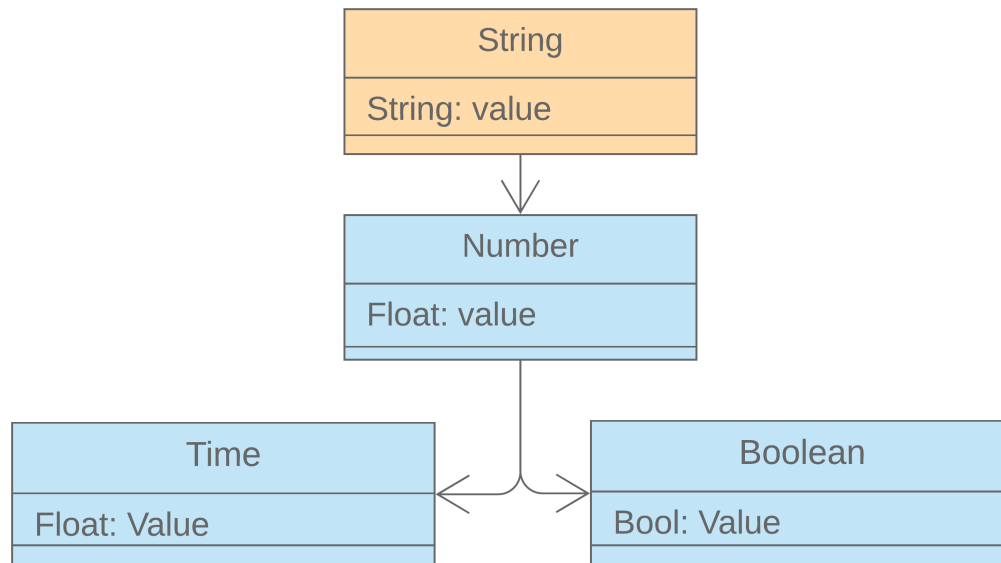 String
String: value
Number
Float: value
Time
Float: Value
Boolean
Bool: Value